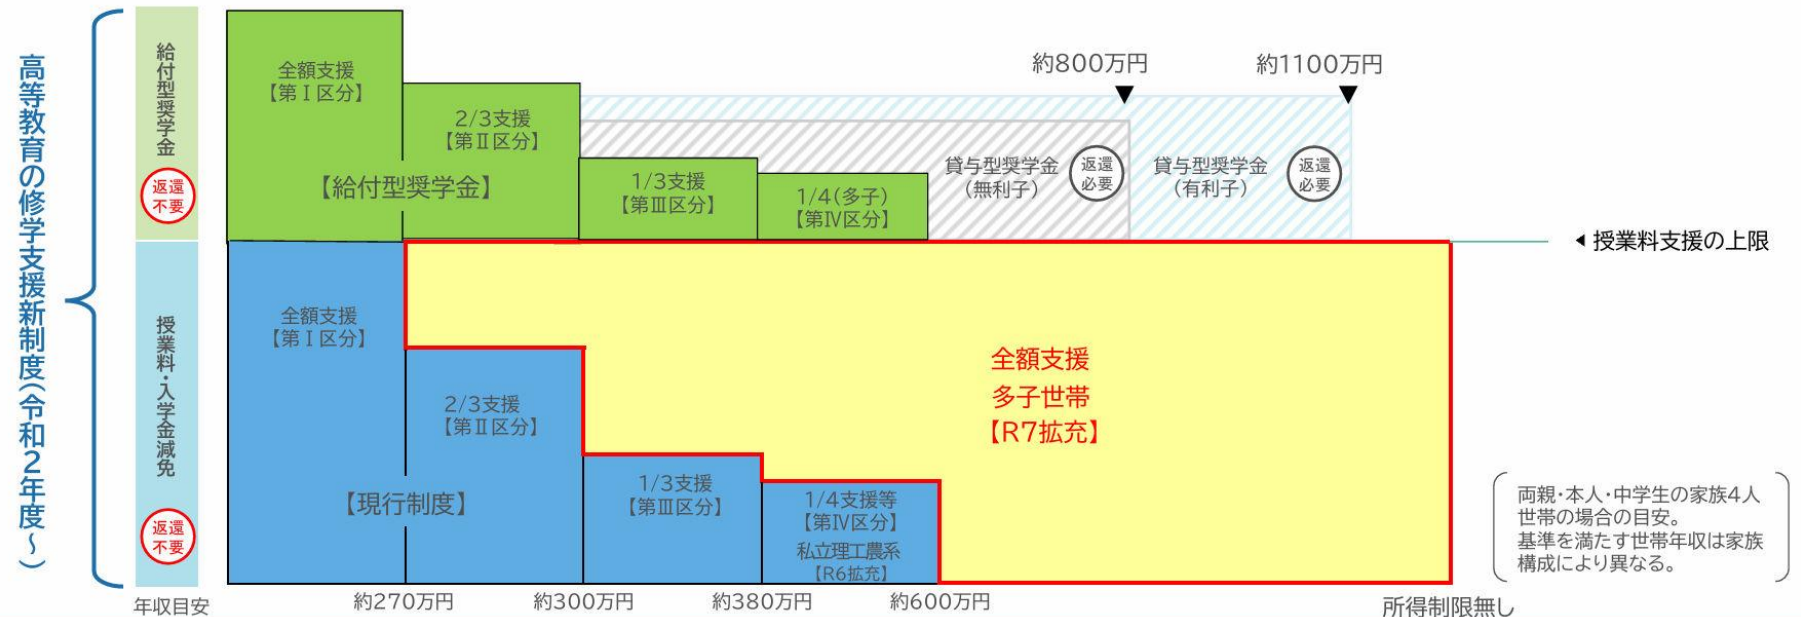 高等教育の修学支援新制度(令和2年度～)
給付型奨学金
返還
不要
授業料・入学金減免
返還
不要
全額支援
【第Ⅰ区分】
2/3支援
【第Ⅱ区分】
【給付型奨学金】
1/3支援
【第Ⅲ区分】
1/4(多子)
【第Ⅳ区分】
約800万円
約1100万円
貸与型奨学金
(無利子)
返還
必要
貸与型奨学金
(有利子)
返還
必要
◀授業料支援の上限
全額支援
【第Ⅰ区分】
2/3支援
【第Ⅱ区分】
【現行制度】
1/3支援
【第Ⅲ区分】
1/4支援等
【第Ⅳ区分】
私立理工農系
【R6拡充】
全額支援
多子世帯
【R7拡充】
両親・本人・中学生の家族4人
世帯の場合の目安。
基準を満たす世帯年収は家族
構成により異なる。
年収目安
約270万円
約300万円
約380万円
約600万円
所得制限無し